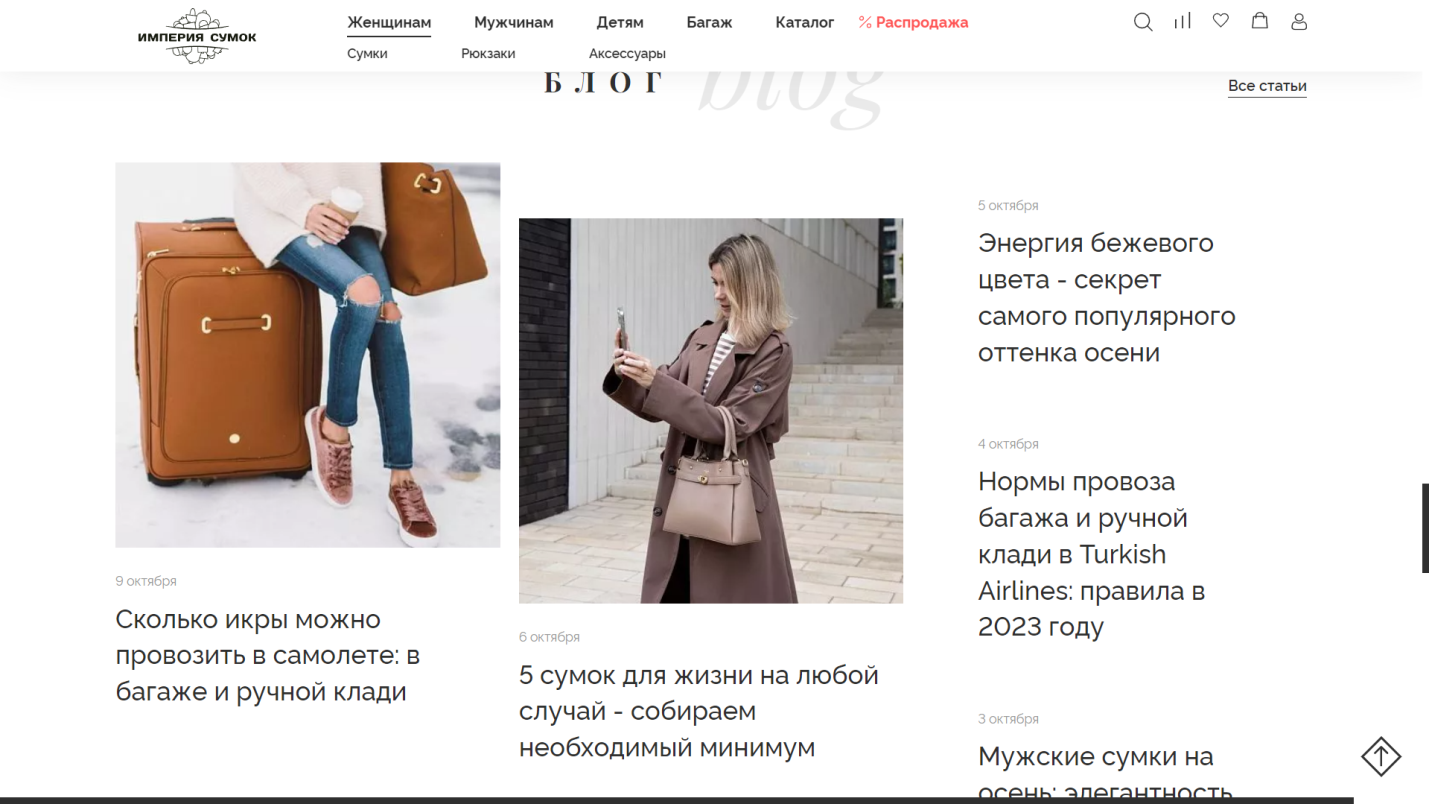 ИМПЕРИЯ СУМОК
Женщинам
Мужчинам
Детям
Багаж
Каталог
% Распродажа
Сумки
Рюкзаки
Аксессуары
БЛОГ
blog
Все статьи
9 октября
Сколько икры можно
провозить в самолете: в
багаже и ручной клади
6 октября
5 сумок для жизни на любой
случай - собираем
необходимый минимум
5 октября
Энергия бежевого
цвета - секрет
самого популярного
оттенка осени
4 октября
Нормы провоза
багажа и ручной
клади в Turkish
Airlines: правила в
2023 году
3 октября
Мужские сумки на
осень: элегантность